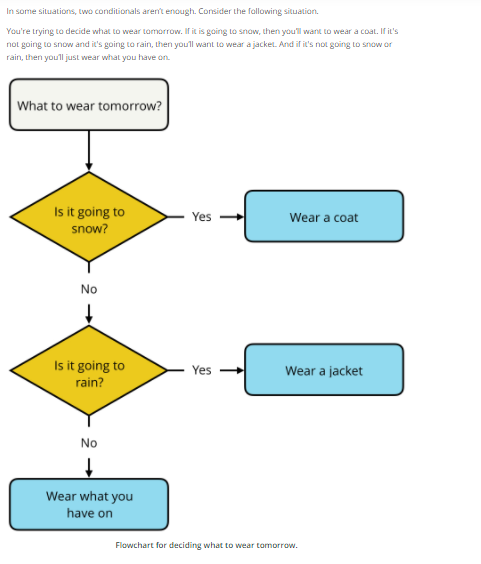 In some situations, two conditionals aren't enough. Consider the following situation.
You're trying to decide what to wear tomorrow. If it is going to snow, then you'll want to wear a coat. If it's
not going to snow and it's going to rain, then you'll want to wear a jacket. And if it's not going to snow or
rain, then you'll just wear what you have on.
What to wear tomorrow?
Is it going to
snow?
Yes
Wear a coat
No
Is it going to
rain?
Yes
Wear a jacket
No
Wear what you
have on
Flowchart for deciding what to wear tomorrow.